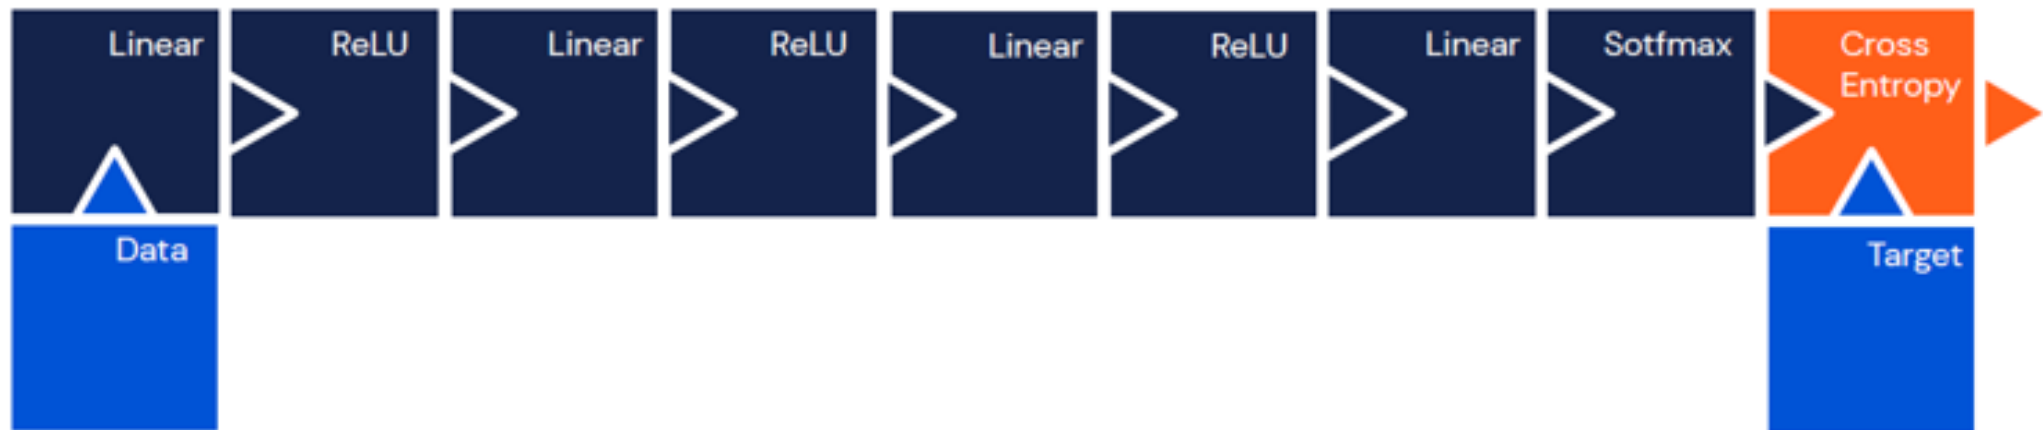 Linear
ReLU
Linear
ReLU
Linear
ReLU
Linear
Sotfmax
Cross
Entropy
Data
Target